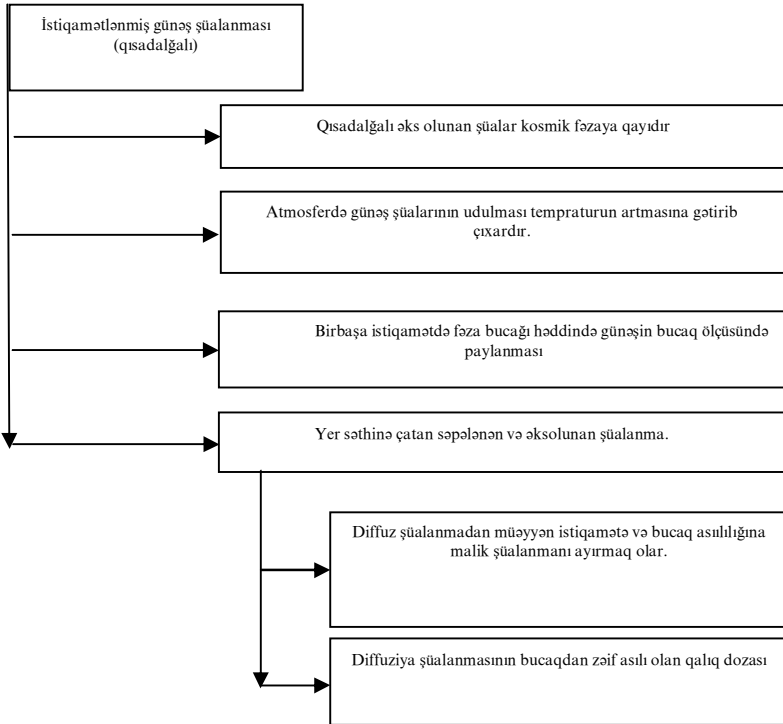 İstiqamətlənmiş günəş şüalanması
(qısadalğalı)
Qısadalğalı əks olunan şüalar kosmik fəzaya qayıdır
Atmosferdə günəş şüalarının udulması tempraturun artmasına gətirib
çıxardır.
Birbaşa istiqamətdə fəza bucağı həddində günəşin bucaq ölçüsündə
paylanması
Yer səthinə çatan səpələnən və əksolunan şüalanma.
Diffuz şüalanmadan müəyyən istiqamətə və bucaq asıılılığına
malik şüalanmanı ayırmaq olar.
Diffuziya şüalanmasının bucaqdan zəif asılı olan qalıq dozası